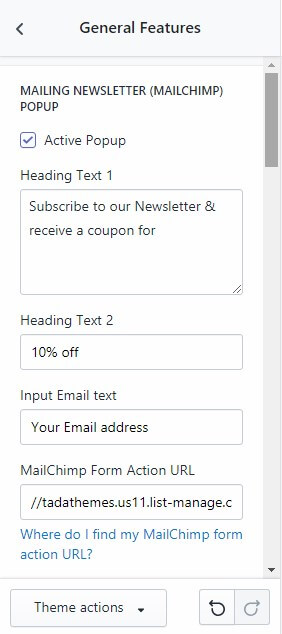 General Features
MAILING NEWSLETTER (MAILCHIMP)
POPUP
Active Popup
Heading Text 1
Subscribe to our Newsletter &
receive a coupon for
Heading Text 2
10% off
Input Email text
Your Email address
MailChimp Form Action URL
//tadathemes.us11.list-manage.c
Where do I find my MailChimp form
action URL?
Theme actions